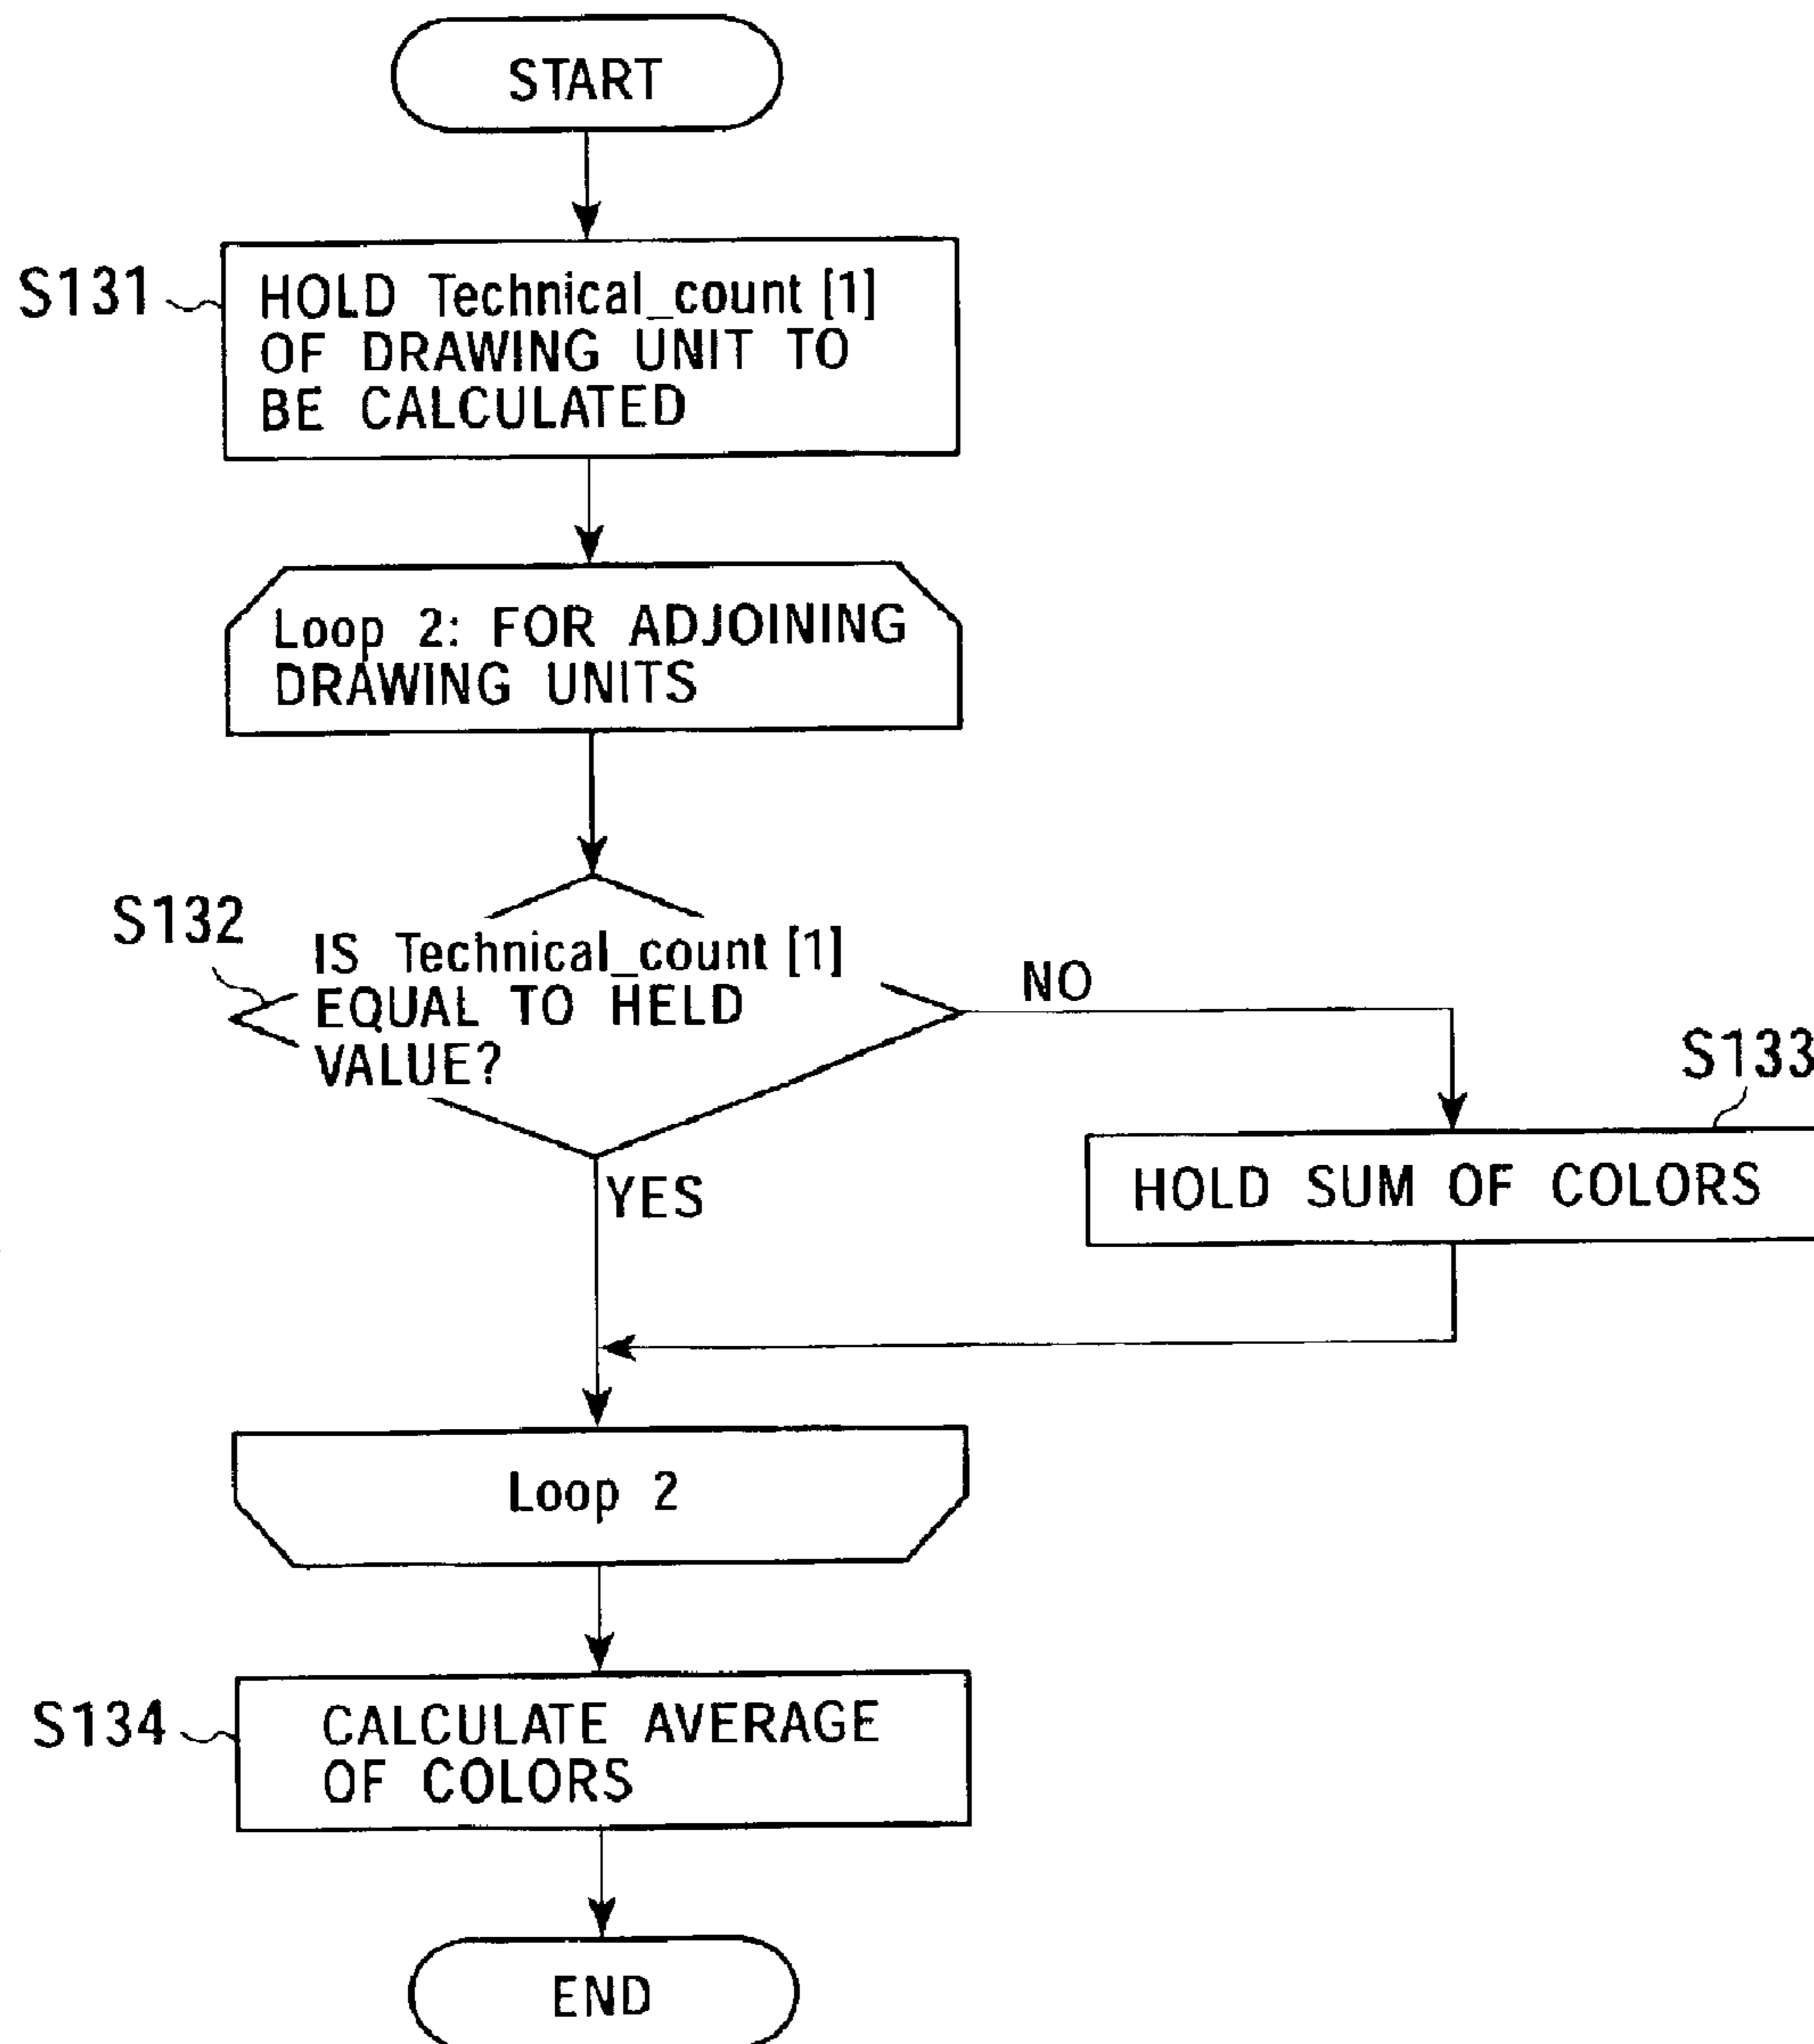 START
S131
HOLD Technical_count [1]
OF DRAWING UNIT TO
BE CALCULATED
Loop 2: FOR ADJOINING
DRAWING UNITS
S132
IS Technical_count [1]
EQUAL TO HELD
VALUE?
NO
YES
S133
HOLD SUM OF COLORS
Loop 2
S134
CALCULATE AVERAGE
OF COLORS
END